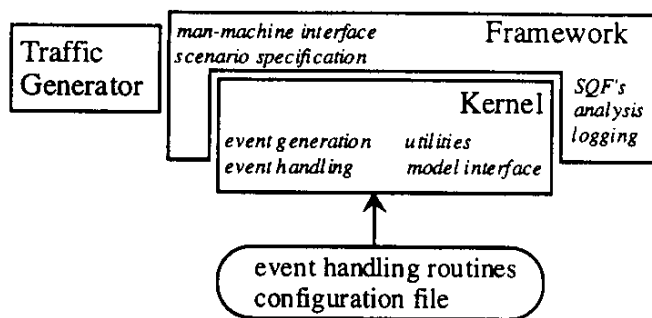 Traffic
Generator
man-machine interface
scenario specification
Framework
SQF's
analysis
logging
Kernel
event generation utilities
event handling model interface
event handling routines
configuration file